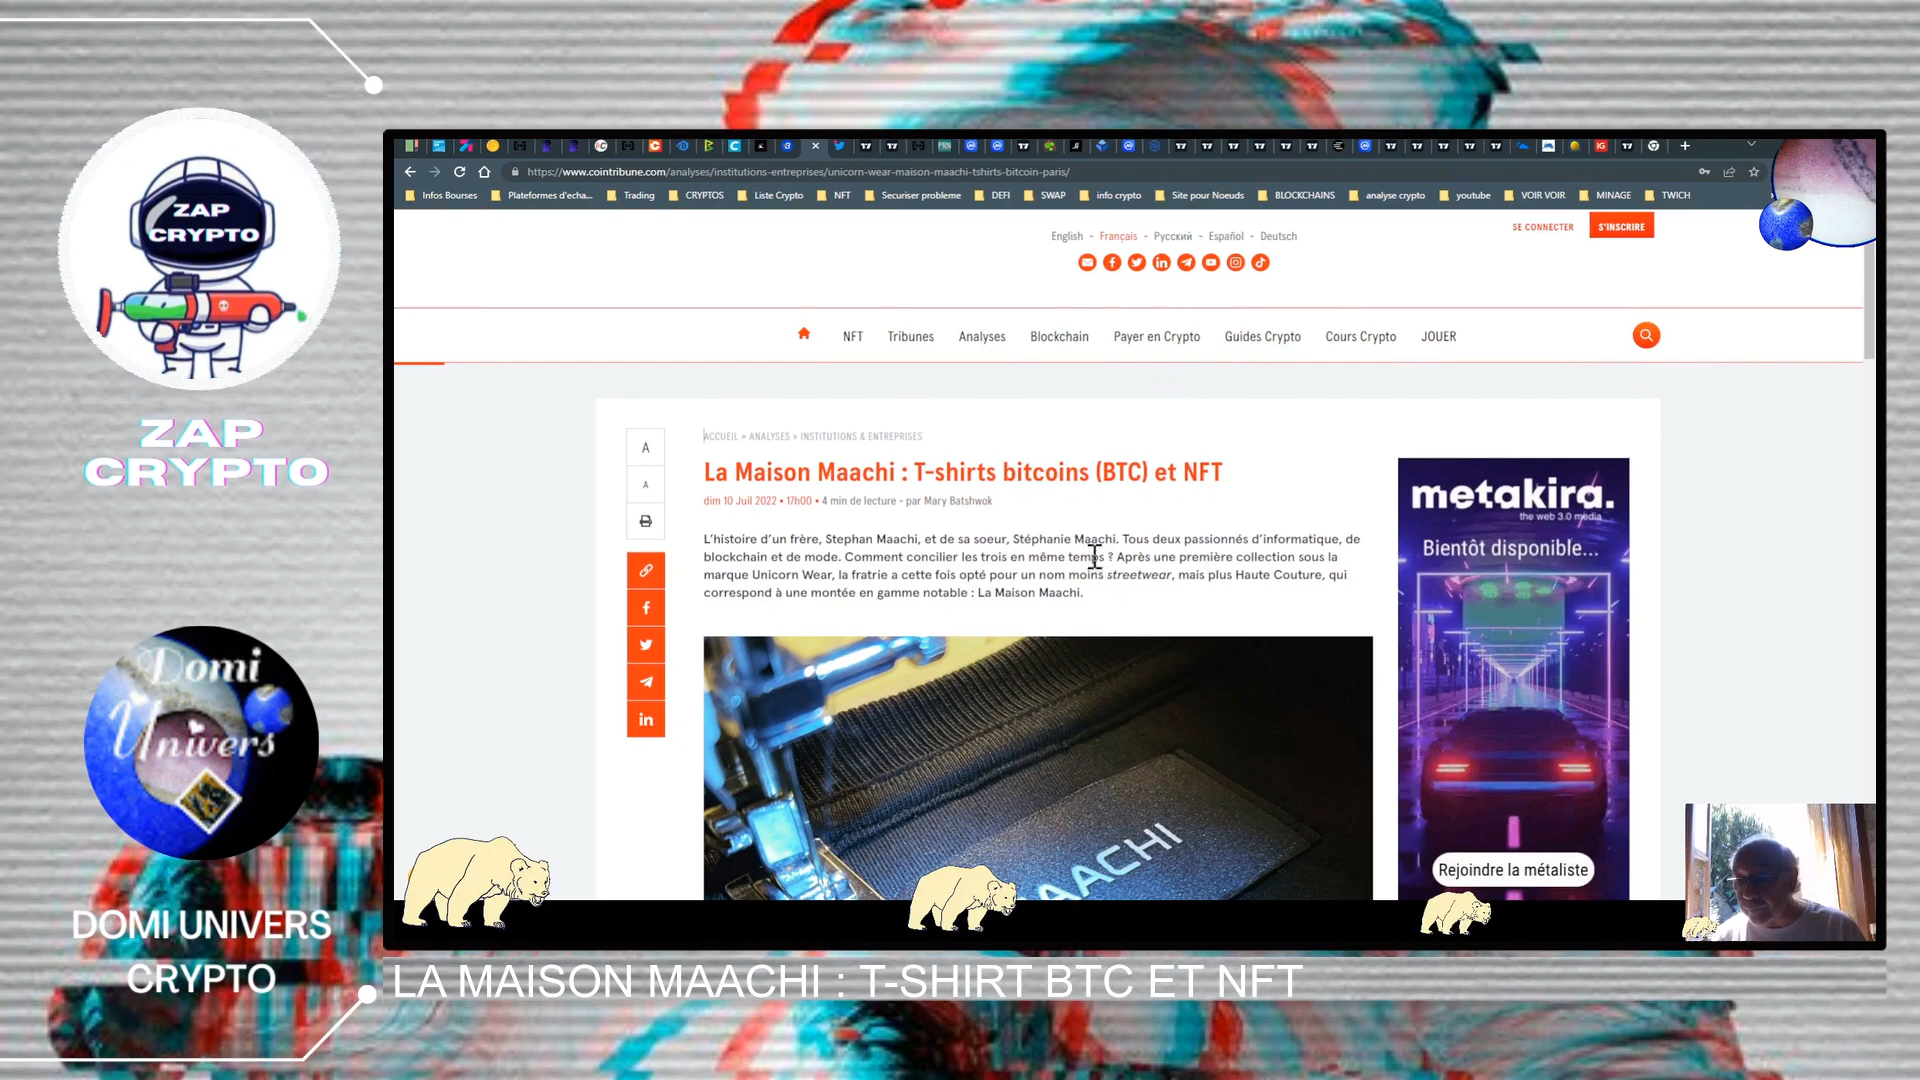 ZAP
CRYPTO
ZAP
CRYPTO
Domi
Univers
DOMI UNIVERS
CRYPTO
https://www.cointribune.com/analyses/institutions-entreprises/unicorn-wear-maison-maachi-tshirts-bitcoin-paris/
Infos Bourses Plateformes d'echa... Trading CRYPTOS Liste Crypto NFT Securiser probleme DEFI SWAP info crypto Site pour Noeuds BLOCKCHAINS analyse crypto youtube VOIR VOIR MINAGE TWICH
English - Français - Русский - Español - Deutsch
SE CONNECTER S'INSCRIRE
NFT Tribunes Analyses Blockchain Payer en Crypto Guides Crypto Cours Crypto JOUER
A
A
ACCUEIL » ANALYSES » INSTITUTIONS & ENTREPRISES
La Maison Maachi : T-shirts bitcoins (BTC) et NFT
dim 10 Juil 2022 • 17h00 • 4 min de lecture - par Mary Batshwok
L'histoire d'un frère, Stephan Maachi, et de sa soeur, Stéphanie Maachi. Tous deux passionnés d'informatique, de
blockchain et de mode. Comment concilier les trois en même temps ? Après une première collection sous la
marque Unicorn Wear, la fratrie a cette fois opté pour un nom moins streetwear, mais plus Haute Couture, qui
correspond à une montée en gamme notable : La Maison Maachi.
MAACHI
metakira.
the web 3.0 media
Bientôt disponible...
Rejoindre la métaliste
LA MAISON MAACHI : T-SHIRT BTC ET NFT